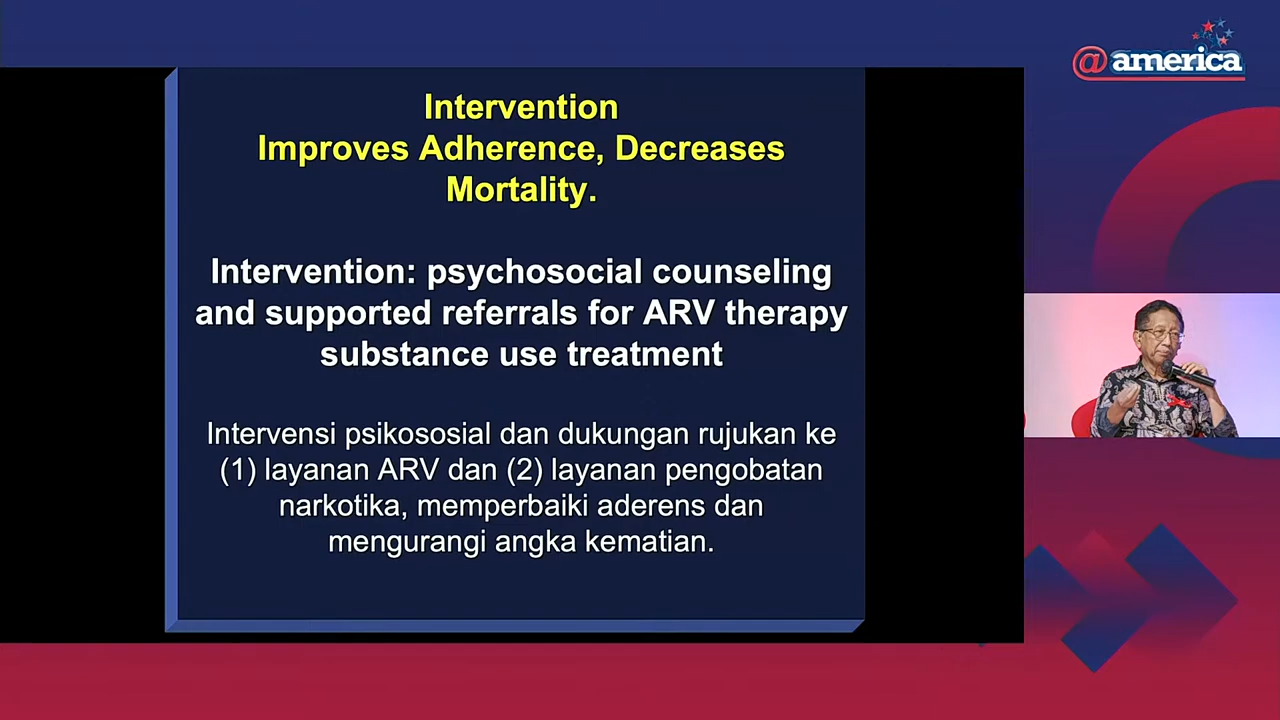 @america
Intervention
Improves Adherence, Decreases
Mortality.
Intervention: psychosocial counseling
and supported referrals for ARV therapy
substance use treatment
Intervensi psikososial dan dukungan rujukan ke
(1) layanan ARV dan (2) layanan pengobatan
narkotika, memperbaiki aderens dan
mengurangi angka kematian.